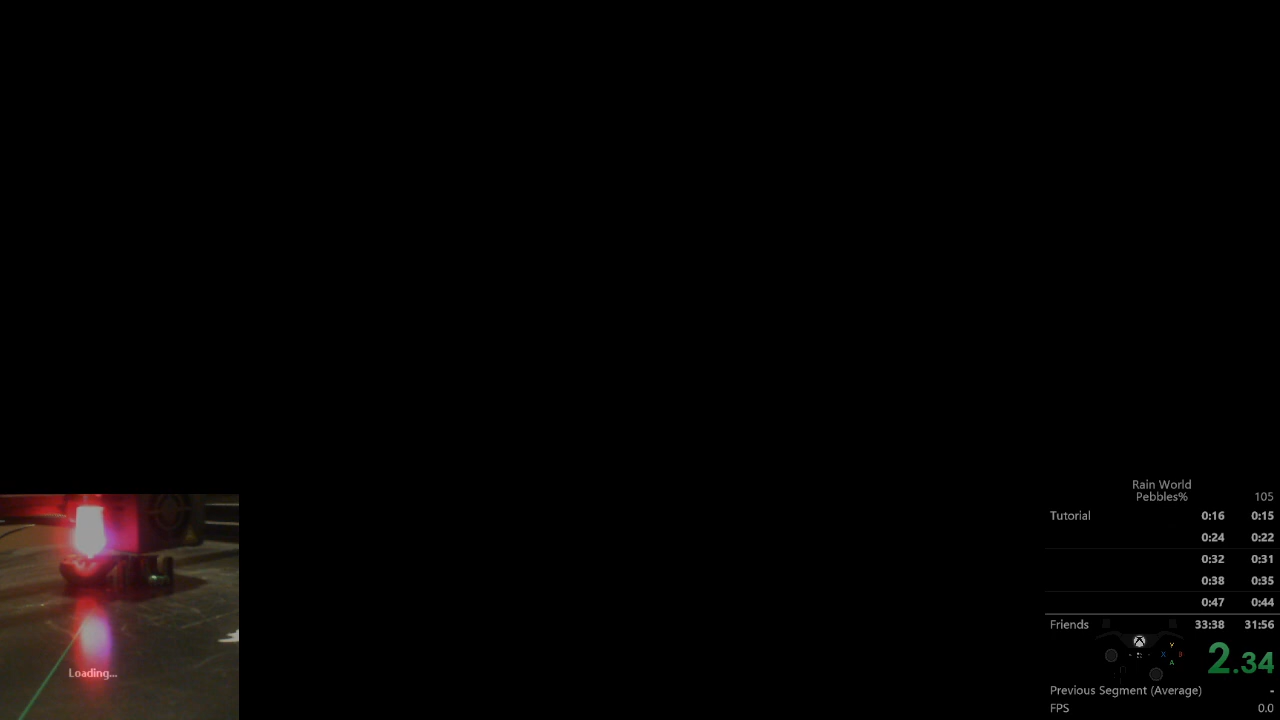 Rain World
Pebbles% 105
Tutorial 0:16 0:15
0:24 0:22
0:32 0:31
0:38 0:35
0:47 0:44
Friends 33:38 31:56
Y
X B
A
2.34
Loading...
Previous Segment (Average) -
FPS 0.0